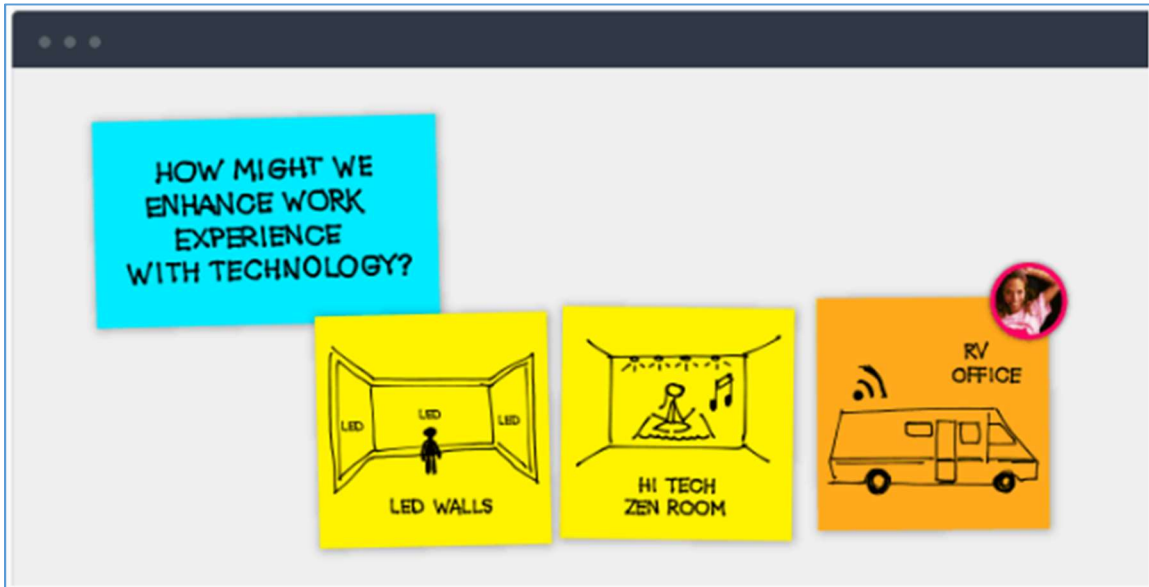 HOW MIGHT WE
ENHANCE WORK
EXPERIENCE
WITH TECHNOLOGY?
LED
LED
LED
LED WALLS
HI TECH
ZEN ROOM
RV
OFFICE